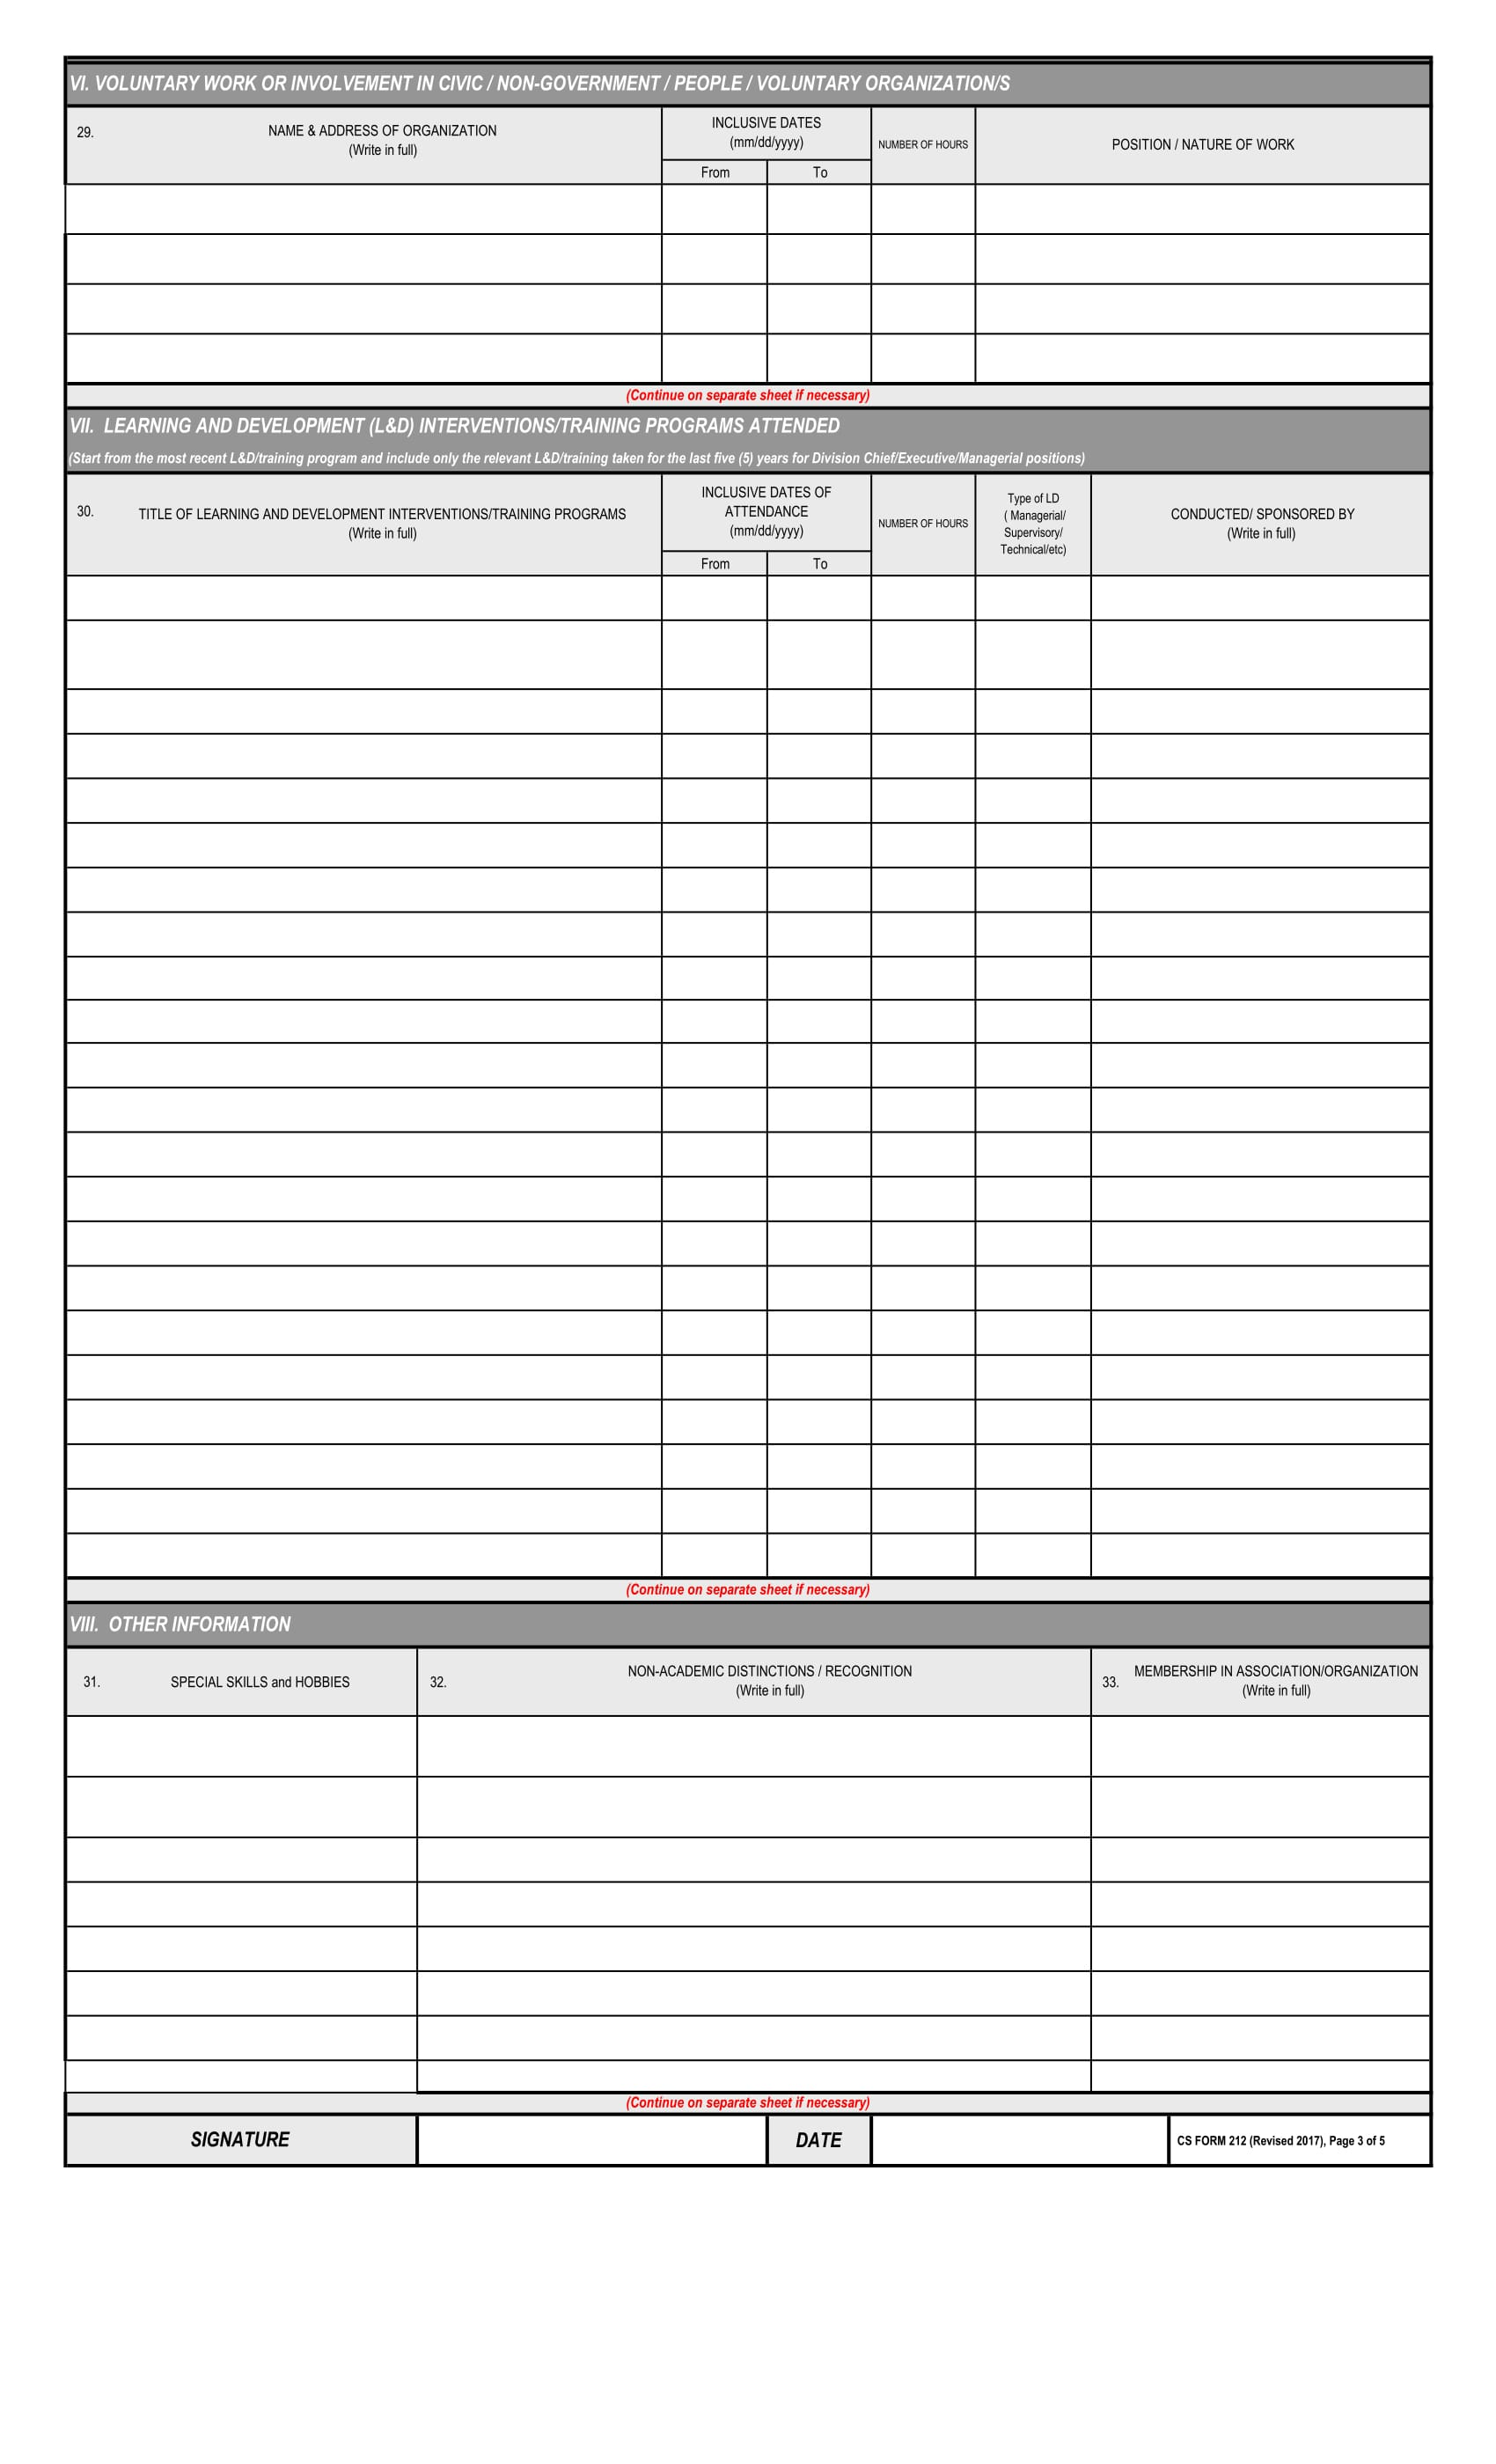 VI. VOLUNTARY WORK OR INVOLVEMENT IN CIVIC / NON-GOVERNMENT / PEOPLE / VOLUNTARY ORGANIZATION/S
29. NAME & ADDRESS OF ORGANIZATION
(Write in full)
INCLUSIVE DATES
(mm/dd/yyyy)
From To
NUMBER OF HOURS
POSITION / NATURE OF WORK
(Continue on separate sheet if necessary)
VII. LEARNING AND DEVELOPMENT (L&D) INTERVENTIONS/TRAINING PROGRAMS ATTENDED
(Start from the most recent L&D/training program and include only the relevant L&D/training taken for the last five (5) years for Division Chief/Executive/Managerial positions)
30. TITLE OF LEARNING AND DEVELOPMENT INTERVENTIONS/TRAINING PROGRAMS
(Write in full)
INCLUSIVE DATES OF
ATTENDANCE
(mm/dd/yyyy)
From To
NUMBER OF HOURS
Type of LD
( Managerial/
Supervisory/
Technical/etc)
CONDUCTED/ SPONSORED BY
(Write in full)
(Continue on separate sheet if necessary)
VIII. OTHER INFORMATION
31. SPECIAL SKILLS and HOBBIES
32. NON-ACADEMIC DISTINCTIONS / RECOGNITION
(Write in full)
33. MEMBERSHIP IN ASSOCIATION/ORGANIZATION
(Write in full)
(Continue on separate sheet if necessary)
SIGNATURE
DATE
CS FORM 212 (Revised 2017), Page 3 of 5